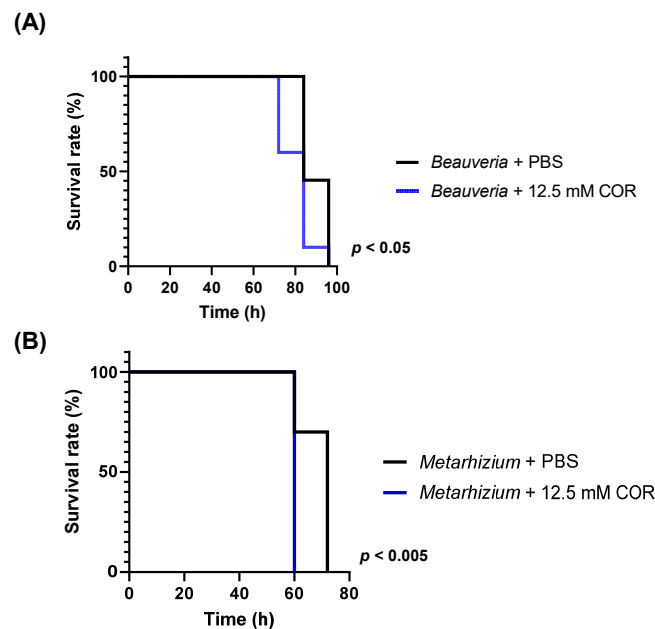 (A)
Survival rate (%)
100
50
0
0 20 40 60 80 100
Time (h)
Beauveria + PBS
Beauveria + 12.5 mM COR
p < 0.05
(B)
Survival rate (%)
100
50
0
0 20 40 60 80
Time (h)
Metarhizium + PBS
Metarhizium + 12.5 mM COR
p < 0.005